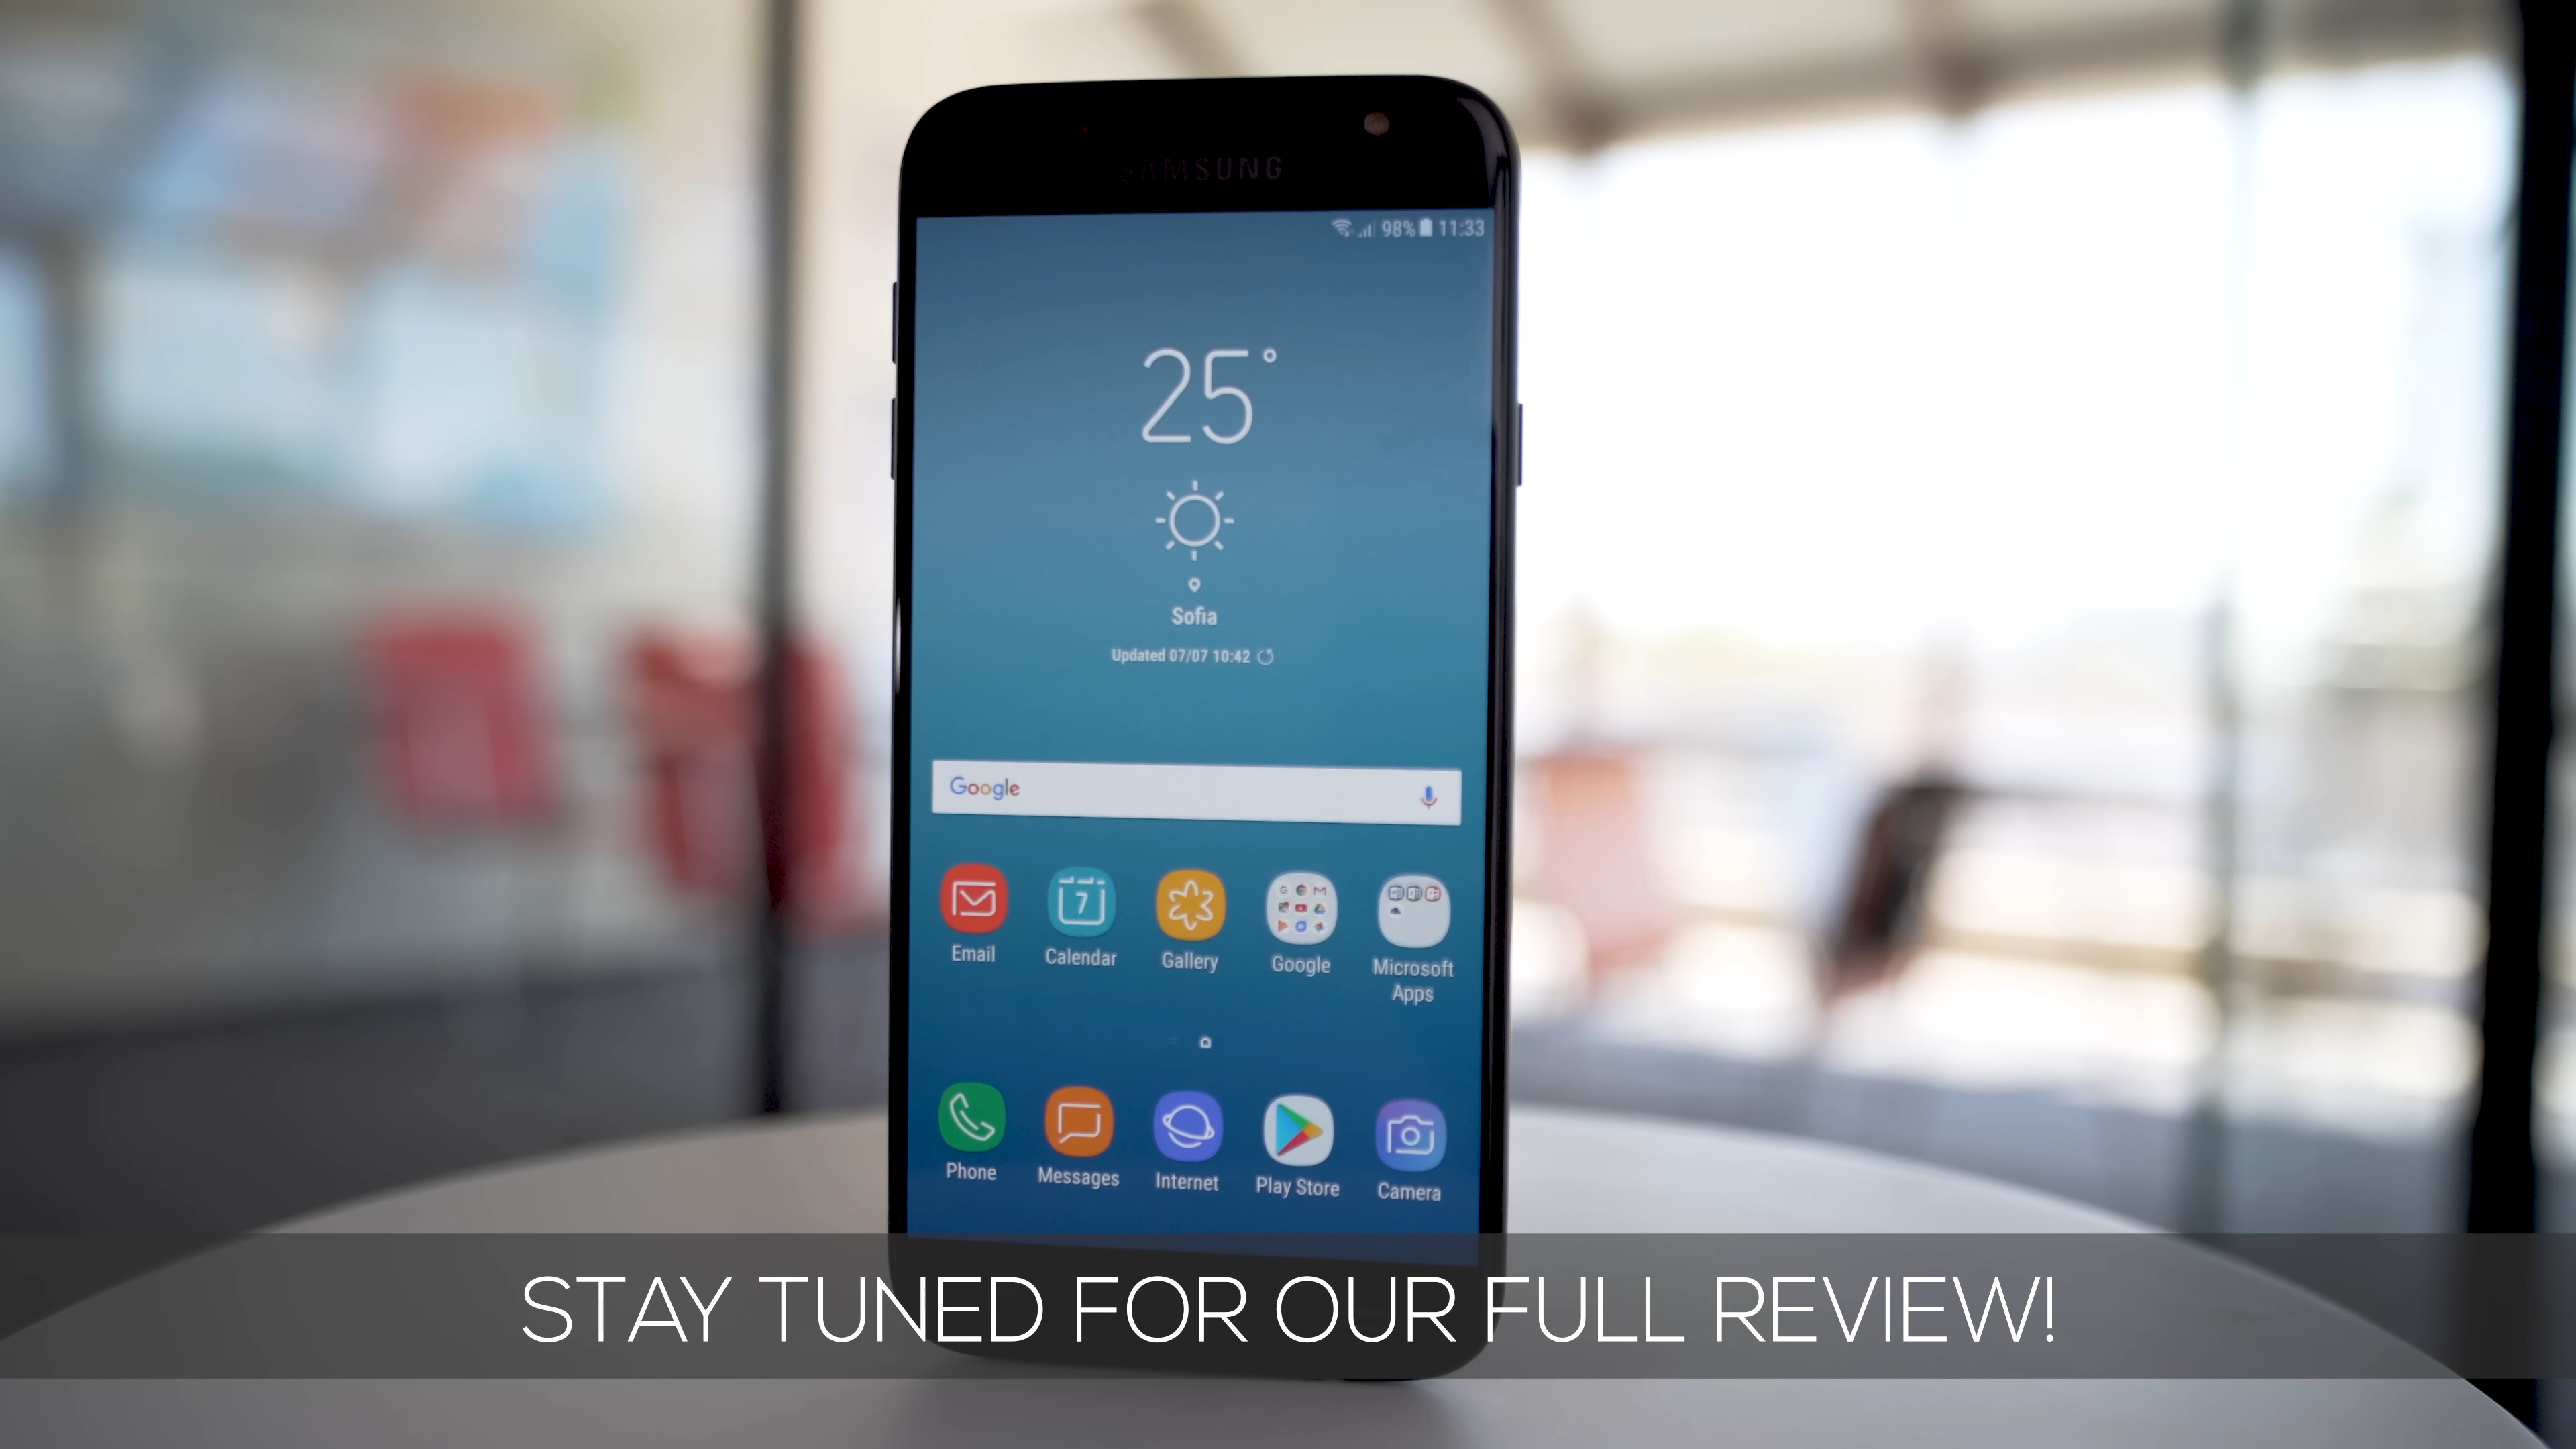 SAMSUNG
98% 11:33
25°
Sofia
Updated 07/07 10:42
Google
7
Email
Calendar
Gallery
Google
Microsoft
Apps
Phone
Messages
Internet
Play Store
Camera
STAY TUNED FOR OUR FULL REVIEW!